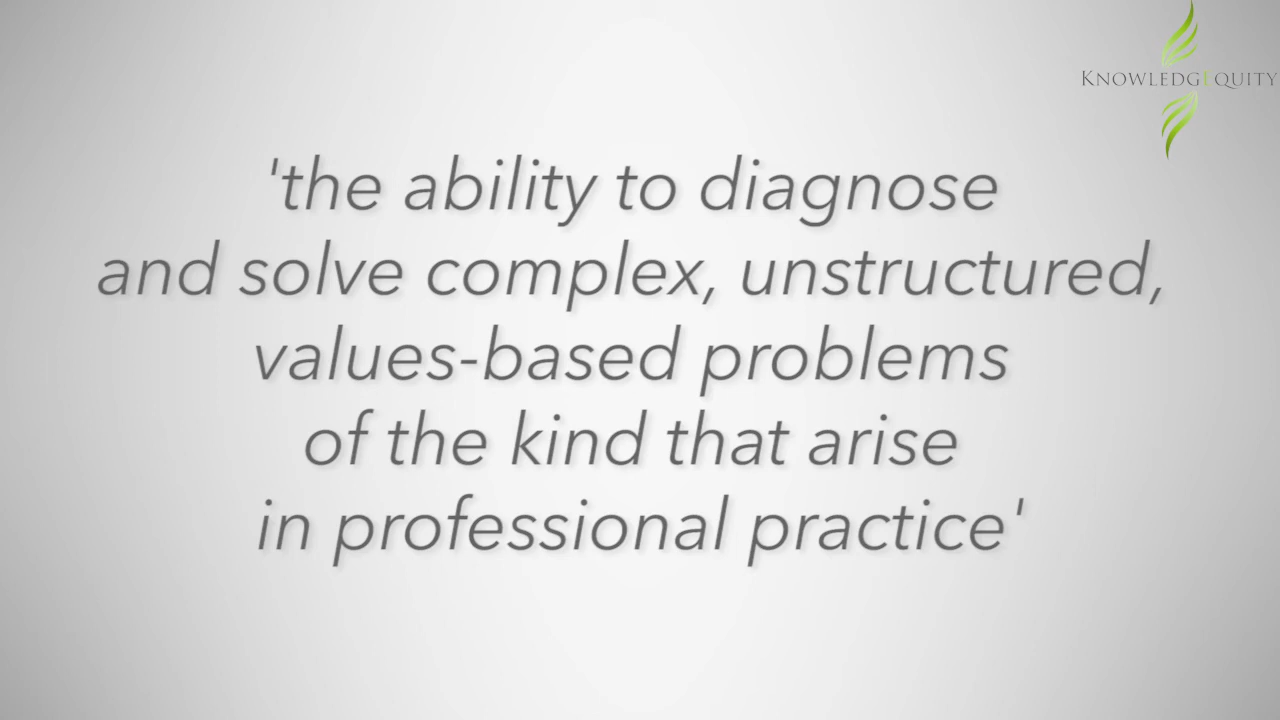 KNOWLEDGEQUITY
'the ability to diagnose
and solve complex, unstructured,
values-based problems
of the kind that arise
in professional practice'